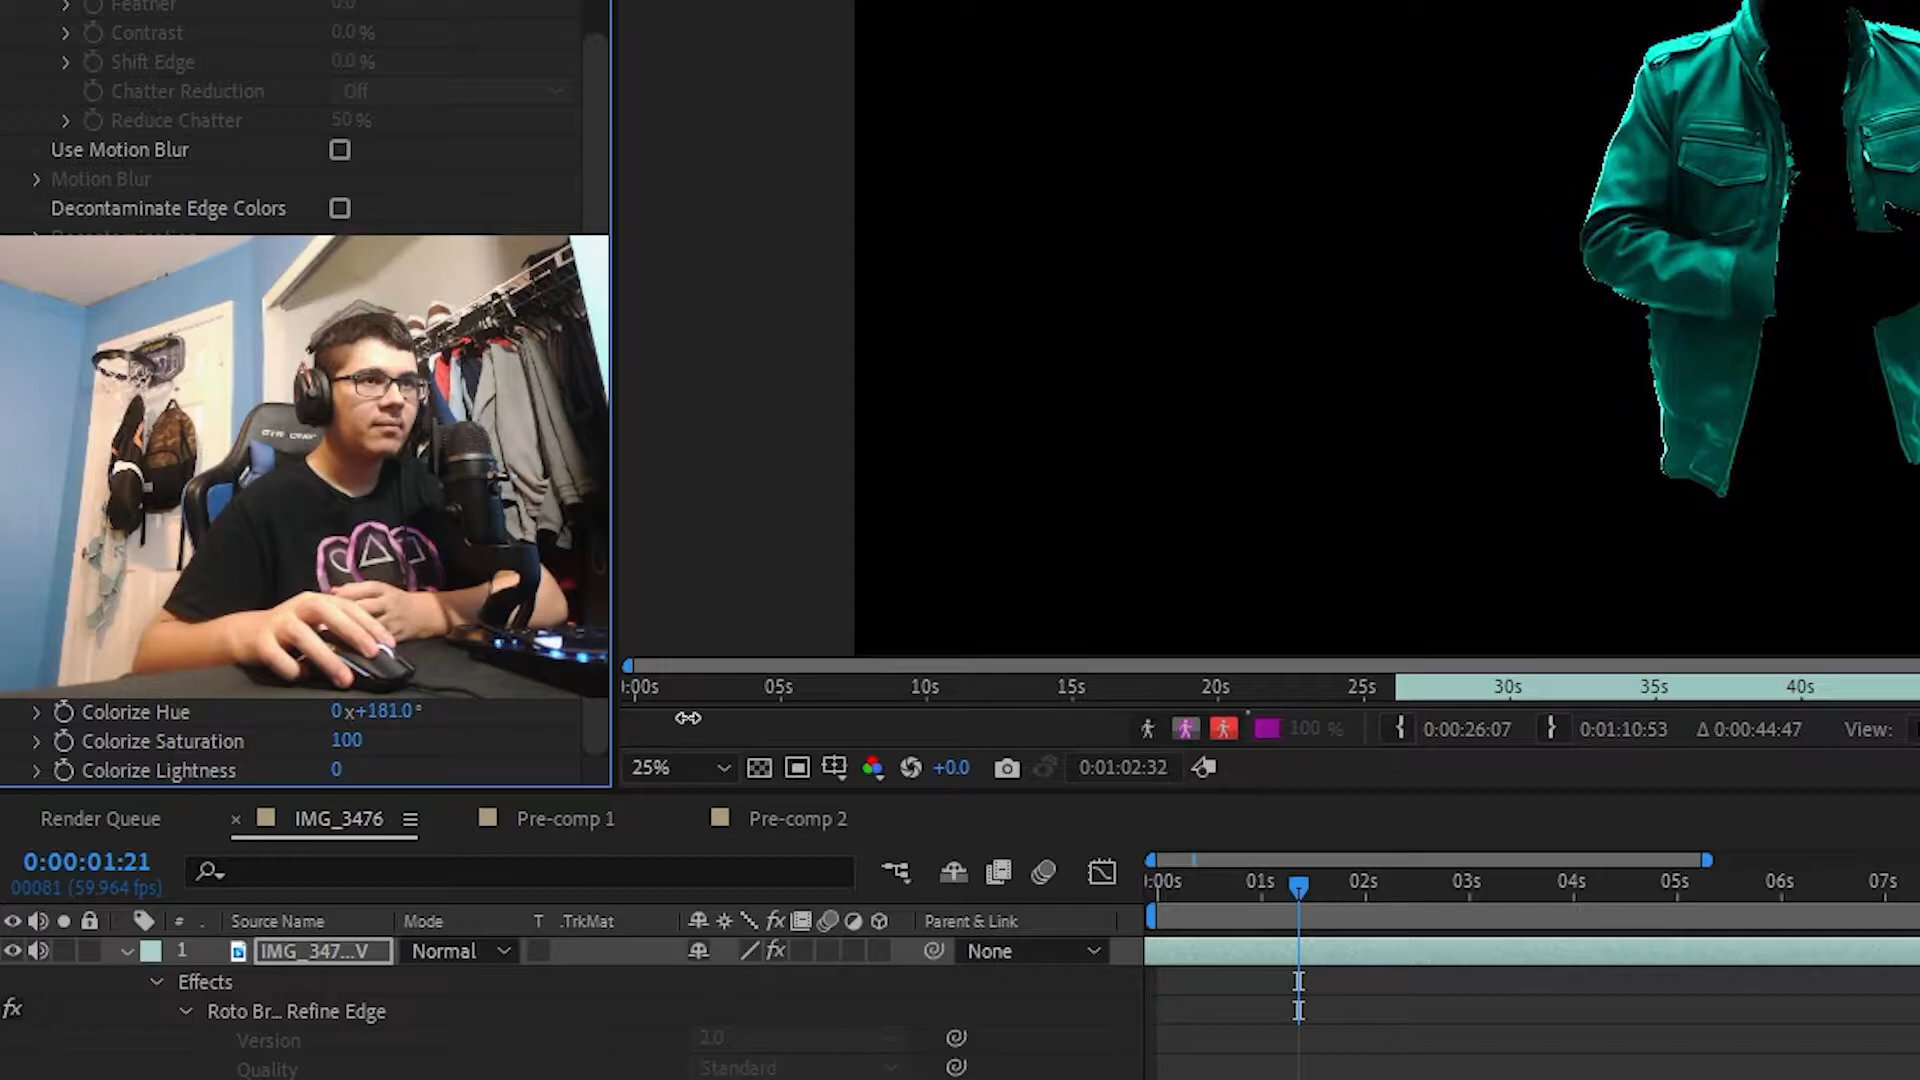 Feather 0.0
Contrast 0.0 %
Shift Edge 0.0 %
Chatter Reduction Off
Reduce Chatter 50 %
Use Motion Blur
Motion Blur
Decontaminate Edge Colors
Colorize Hue 0x+181.0°
Colorize Saturation 100
Colorize Lightness 0
0:00s 05s 10s 15s 20s 25s 30s 35s 40s
100 % { 0:00:26:07 } 0:01:10:53 Δ 0:00:44:47 View:
25% +0.0 0:01:02:32
Render Queue × IMG_3476 Pre-comp 1 Pre-comp 2
0:00:01:21
00081 (59.964 fps)
:00s 01s 02s 03s 04s 05s 06s 07s
# . Source Name Mode T .TrkMat fx Parent & Link
1 IMG_347...V Normal fx None
Effects
fx Roto Br... Refine Edge
Version 2.0
Quality Standard